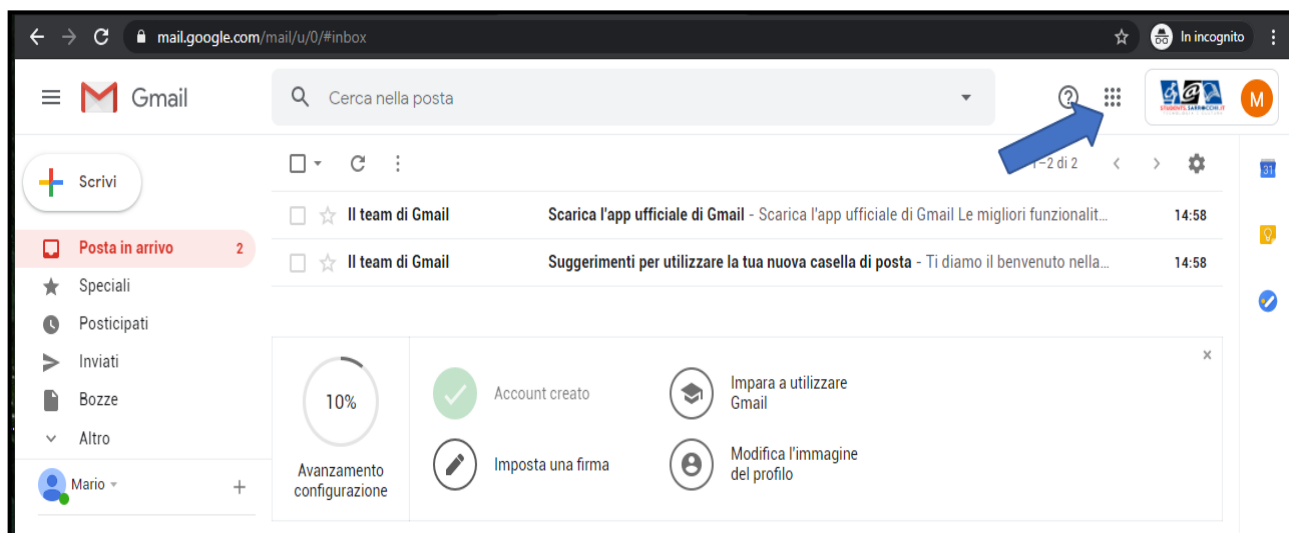 mail.google.com/mail/u/0/#inbox
In incognito
Gmail
Cerca nella posta
STUDENTI.SARROCCHI.IT
M
Scrivi
–2 di 2
31
Il team di Gmail Scarica l'app ufficiale di Gmail - Scarica l'app ufficiale di Gmail Le migliori funzionalit... 14:58
Posta in arrivo 2
Il team di Gmail Suggerimenti per utilizzare la tua nuova casella di posta - Ti diamo il benvenuto nella... 14:58
Speciali
Posticipati
Inviati
Bozze
Altro
Mario
10%
Avanzamento
configurazione
Account creato
Impara a utilizzare
Gmail
Imposta una firma
Modifica l'immagine
del profilo